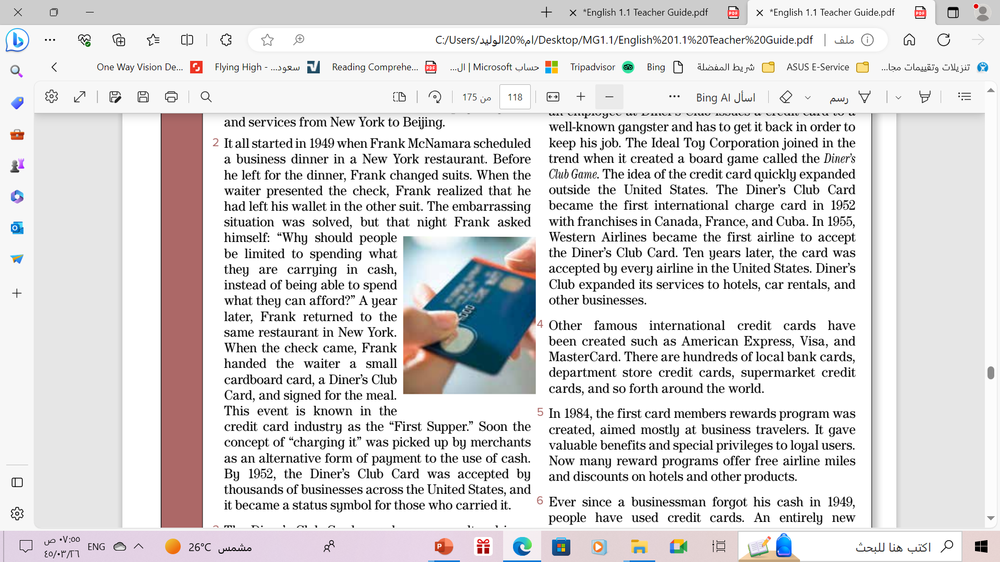 *English 1.1 Teacher Guide.pdf
*English 1.1 Teacher Guide.pdf
C:/Users/ام%20الوليد/Desktop/MG1.1/English%201.1%20Teacher%20Guide.pdf
ملف
One Way Vision De...
Flying High - سعود...
Reading Comprehe...
حساب Microsoft | ال...
Tripadvisor
Bing
شريط المفضلة
ASUS E-Service
تنزيلات وتقييمات مجا...
118
من 175
اسأل Bing AI
رسم
and services from New York to Beijing.
2 It all started in 1949 when Frank McNamara scheduled
a business dinner in a New York restaurant. Before
he left for the dinner, Frank changed suits. When the
waiter presented the check, Frank realized that he
had left his wallet in the other suit. The embarrassing
situation was solved, but that night Frank asked
himself: “Why should people
be limited to spending what
they are carrying in cash,
instead of being able to spend
what they can afford?” A year
later, Frank returned to the
same restaurant in New York.
When the check came, Frank
handed the waiter a small
cardboard card, a Diner’s Club
Card, and signed for the meal.
This event is known in the
credit card industry as the “First Supper.” Soon the
concept of “charging it” was picked up by merchants
as an alternative form of payment to the use of cash.
By 1952, the Diner’s Club Card was accepted by
thousands of businesses across the United States, and
it became a status symbol for those who carried it.
an employee at Diner’s Club issues a credit card to a
well-known gangster and has to get it back in order to
keep his job. The Ideal Toy Corporation joined in the
trend when it created a board game called the Diner’s
Club Game. The idea of the credit card quickly expanded
outside the United States. The Diner’s Club Card
became the first international charge card in 1952
with franchises in Canada, France, and Cuba. In 1955,
Western Airlines became the first airline to accept
the Diner’s Club Card. Ten years later, the card was
accepted by every airline in the United States. Diner’s
Club expanded its services to hotels, car rentals, and
other businesses.
4 Other famous international credit cards have
been created such as American Express, Visa, and
MasterCard. There are hundreds of local bank cards,
department store credit cards, supermarket credit
cards, and so forth around the world.
5 In 1984, the first card members rewards program was
created, aimed mostly at business travelers. It gave
valuable benefits and special privileges to loyal users.
Now many reward programs offer free airline miles
and discounts on hotels and other products.
6 Ever since a businessman forgot his cash in 1949,
people have used credit cards. An entirely new
٠٧:٥٥ ص
٤٥/٠٣/٢٦
ENG
26°C مشمس
اكتب هنا للبحث